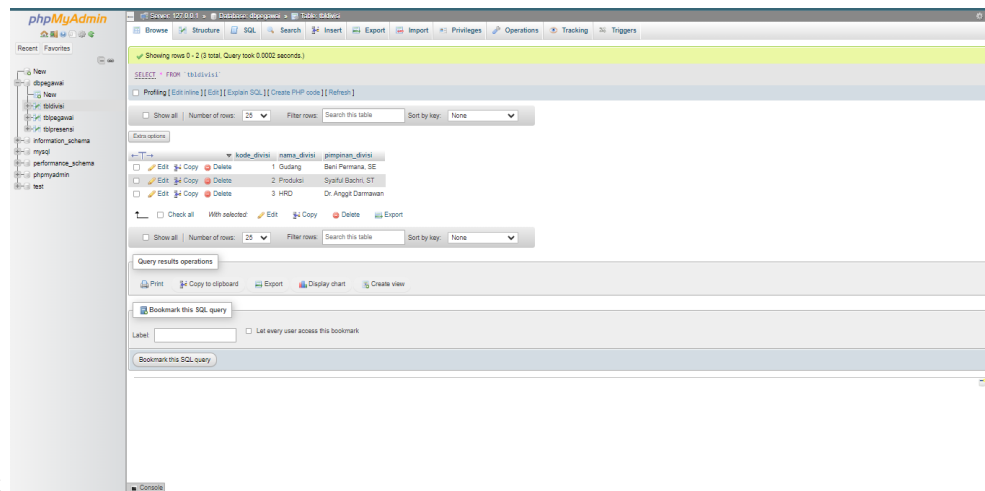 phpMyAdmin
Recent Favorites
New
dbpegawai
New
tbldivisi
tblpegawai
tblpresensi
information_schema
mysql
performance_schema
phpmyadmin
test
Server: 127.0.0.1 » Database: dbpegawai » Table: tbldivisi
Browse Structure SQL Search Insert Export Import Privileges Operations Tracking Triggers
Showing rows 0 - 2 (3 total, Query took 0.0002 seconds.)
SELECT * FROM `tbldivisi`
Profiling [ Edit inline ] [ Edit ] [ Explain SQL ] [ Create PHP code ] [ Refresh ]
Show all | Number of rows: 25 Filter rows: Search this table Sort by key: None
Extra options
←T→ ▼ kode_divisi nama_divisi pimpinan_divisi
Edit Copy Delete 1 Gudang Beni Permana, SE
Edit Copy Delete 2 Produksi Syaiful Bachri, ST
Edit Copy Delete 3 HRD Dr. Anggit Darmawan
Check all With selected: Edit Copy Delete Export
Show all | Number of rows: 25 Filter rows: Search this table Sort by key: None
Query results operations
Print Copy to clipboard Export Display chart Create view
Bookmark this SQL query
Label: Let every user access this bookmark
Bookmark this SQL query
Console